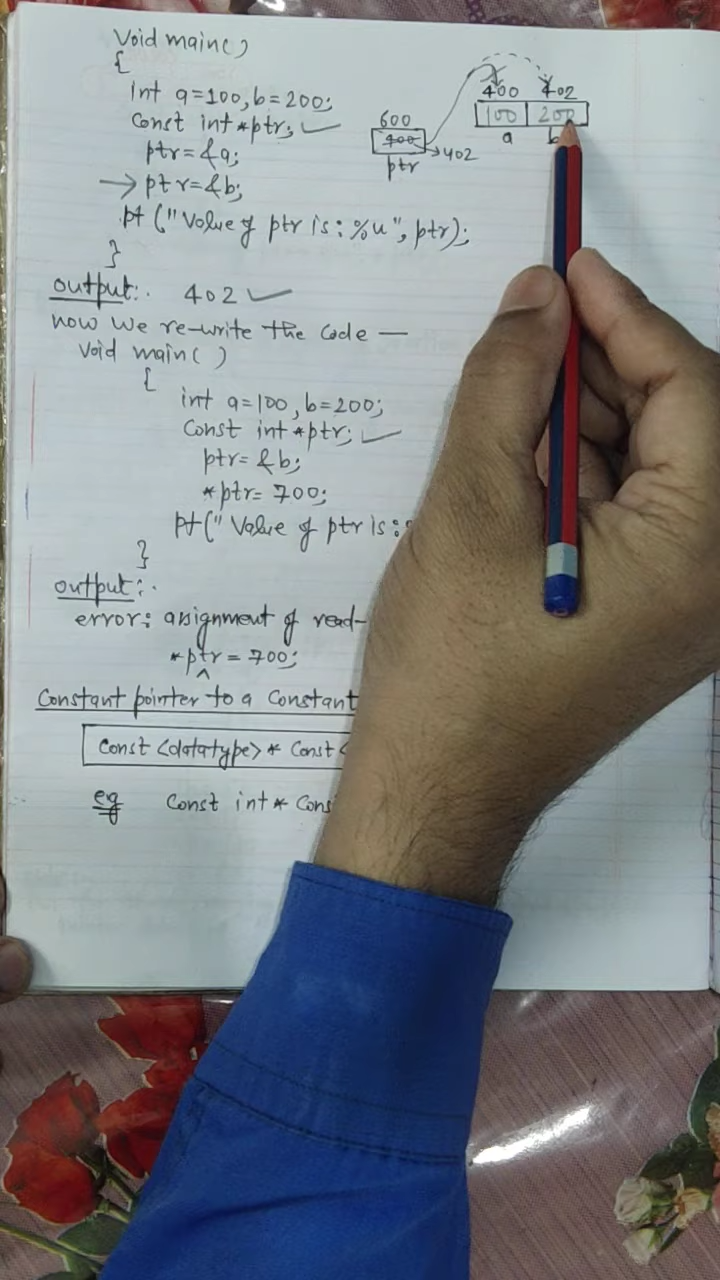 Void main()
{
int a=100, b=200;
Const int *ptr;
ptr=&a;
→ ptr=&b;
pt ("Value of ptr is: %u", ptr);
}
600
400
→402
ptr
400 402
100 200
a b
output:. 402
now we re-write the code —
Void main()
{
int a=100, b=200;
Const int *ptr;
ptr= &b;
*ptr= 700;
pt(" Value of ptr is:
}
output:.
error: assignment of read-
*ptr = 700;
^
Constant pointer to a Constant
Const <datatype> * Const <
eg Const int * Cons